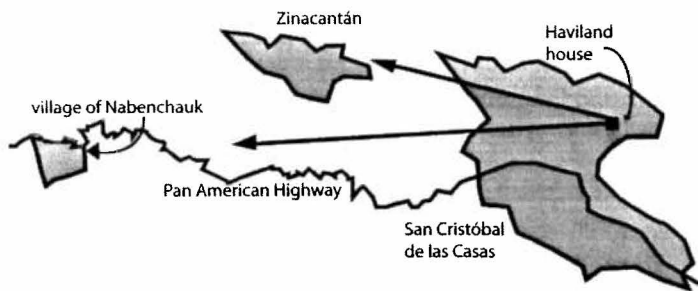 Zinacantán
Haviland
house
village of Nabenchauk
Pan American Highway
San Cristóbal
de las Casas